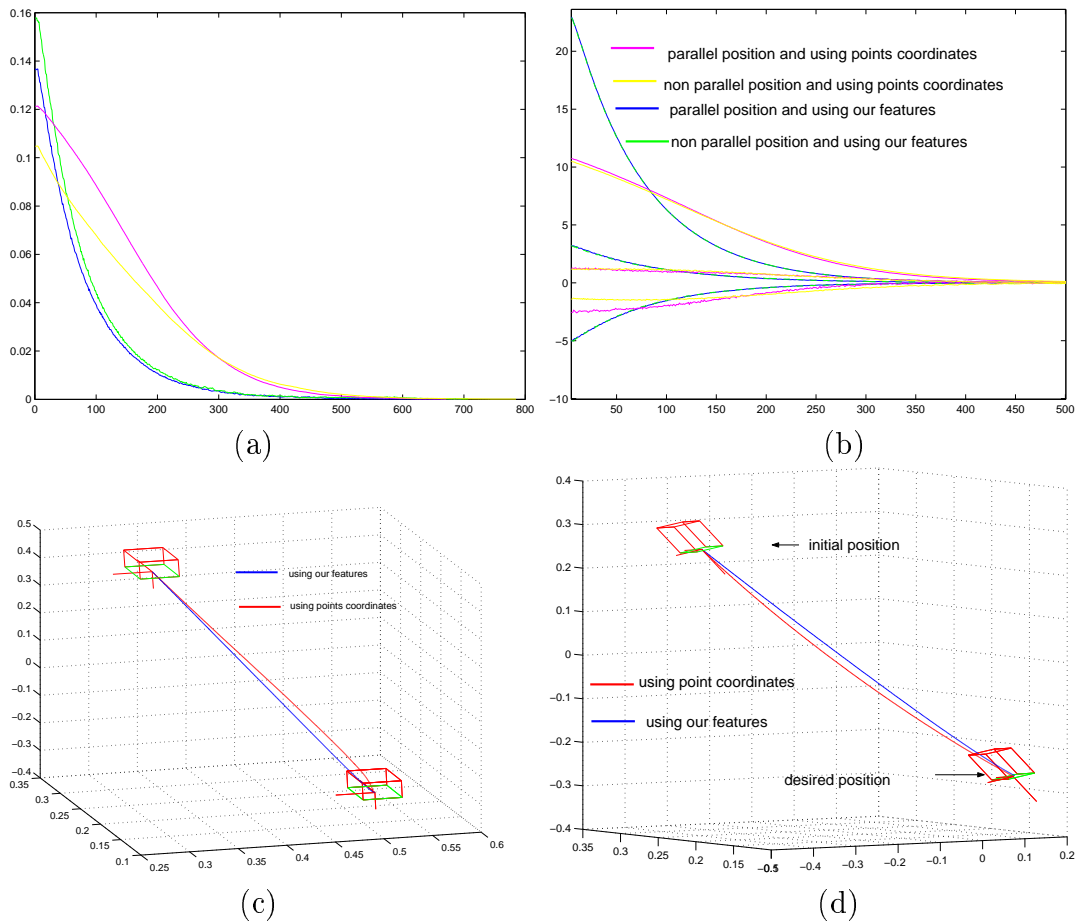 0.16
0.14
0.12
0.1
0.08
0.06
0.04
0.02
0
0 100 200 300 400 500 600 700 800
(a)
20
15
10
5
0
−5
−10
50 100 150 200 250 300 350 400 450 500
parallel position and using points coordinates
non parallel position and using points coordinates
parallel position and using our features
non parallel position and using our features
(b)
0.5
0.4
0.3
0.2
0.1
0
−0.1
−0.2
−0.3
−0.4
0.35
0.3
0.25
0.2
0.15
0.1
0.25 0.3 0.35 0.4 0.45 0.5 0.55 0.6
using our features
using points coordinates
(c)
0.4
0.3
0.2
0.1
0
−0.1
−0.2
−0.3
−0.4
0.35 0.3 0.25 0.2 0.15
−0.5
−0.5 −0.4 −0.3 −0.2 −0.1 0 0.1 0.2
initial position
using point coordinates
using our features
desired position
(d)